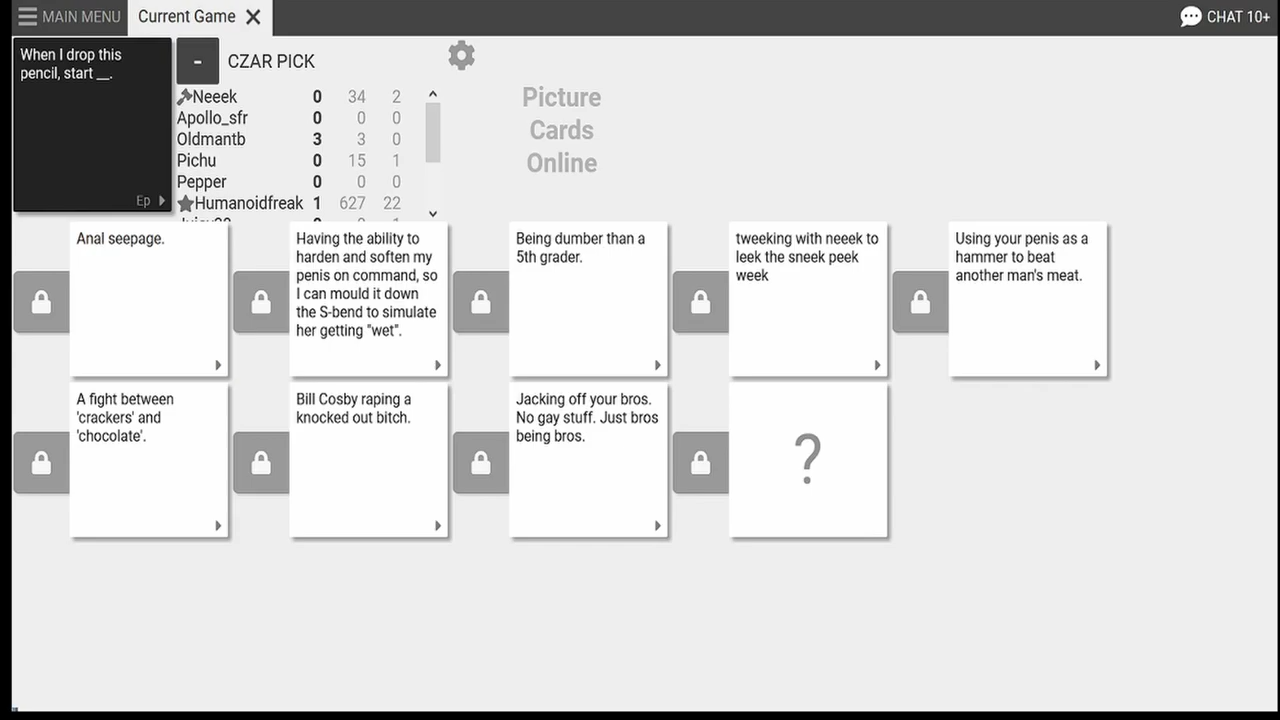 MAIN MENU
Current Game
CHAT 10+
When I drop this
pencil, start __.
Ep
-
CZAR PICK
Neeek 0 34 2
Apollo_sfr 0 0 0
Oldmantb 3 3 0
Pichu 0 15 1
Pepper 0 0 0
Humanoidfreak 1 627 22
Picture
Cards
Online
Anal seepage.
Having the ability to
harden and soften my
penis on command, so
I can mould it down
the S-bend to simulate
her getting "wet".
Being dumber than a
5th grader.
tweeking with neeek to
leek the sneek peek
week
Using your penis as a
hammer to beat
another man's meat.
A fight between
'crackers' and
'chocolate'.
Bill Cosby raping a
knocked out bitch.
Jacking off your bros.
No gay stuff. Just bros
being bros.
?